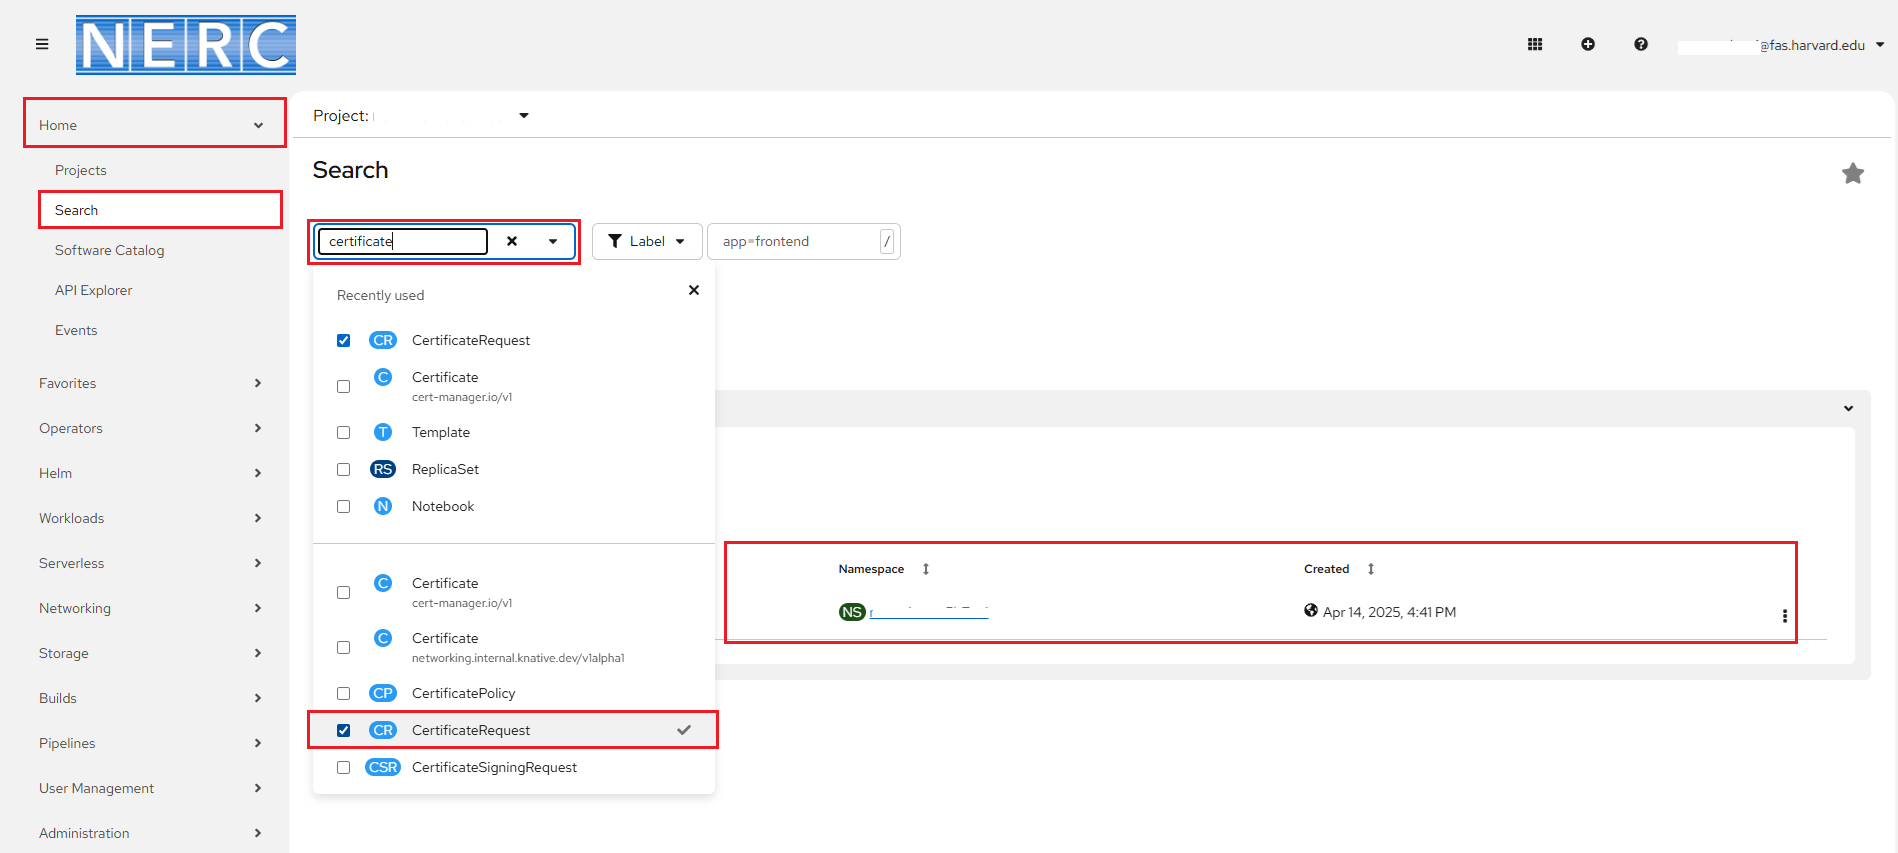 NERC
@fas.harvard.edu
Home
Projects
Search
Software Catalog
API Explorer
Events
Favorites
Operators
Helm
Workloads
Serverless
Networking
Storage
Builds
Pipelines
User Management
Administration
Project:
Search
certificate
Label
app=frontend
/
Recently used
CR CertificateRequest
C Certificate
cert-manager.io/v1
T Template
RS ReplicaSet
N Notebook
C Certificate
cert-manager.io/v1
C Certificate
networking.internal.knative.dev/v1alpha1
CP CertificatePolicy
CR CertificateRequest
CSR CertificateSigningRequest
Namespace Created
NS Apr 14, 2025, 4:41 PM